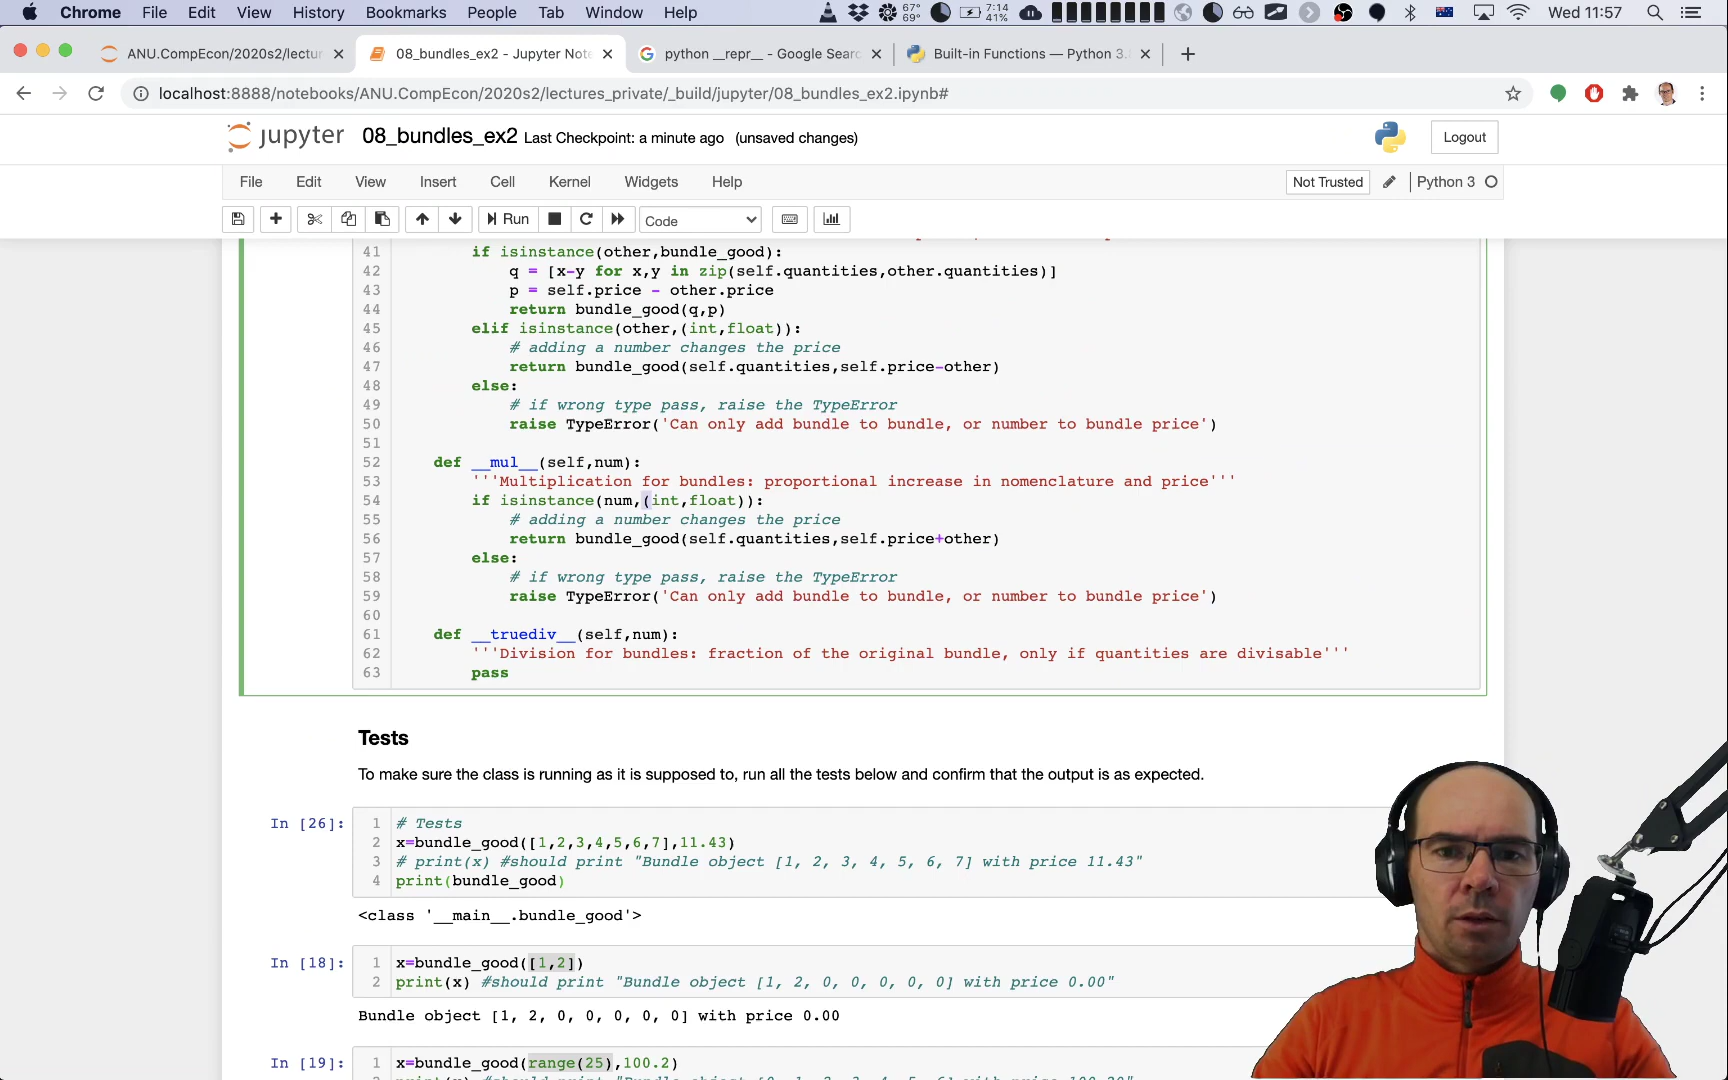 Chrome File Edit View History Bookmarks People Tab Window Help 67° 69° 7:14 41% Wed 11:57
ANU.CompEcon/2020s2/lectur 08_bundles_ex2 - Jupyter Note python __repr__ - Google Searc Built-in Functions — Python 3.
localhost:8888/notebooks/ANU.CompEcon/2020s2/lectures_private/_build/jupyter/08_bundles_ex2.ipynb#
jupyter 08_bundles_ex2 Last Checkpoint: a minute ago (unsaved changes) Logout
File Edit View Insert Cell Kernel Widgets Help Not Trusted Python 3
Run Code
41 if isinstance(other,bundle_good):
42 q = [x-y for x,y in zip(self.quantities,other.quantities)]
43 p = self.price - other.price
44 return bundle_good(q,p)
45 elif isinstance(other,(int,float)):
46 # adding a number changes the price
47 return bundle_good(self.quantities,self.price-other)
48 else:
49 # if wrong type pass, raise the TypeError
50 raise TypeError('Can only add bundle to bundle, or number to bundle price')
51
52 def __mul__(self,num):
53 '''Multiplication for bundles: proportional increase in nomenclature and price'''
54 if isinstance(num,(int,float)):
55 # adding a number changes the price
56 return bundle_good(self.quantities,self.price+other)
57 else:
58 # if wrong type pass, raise the TypeError
59 raise TypeError('Can only add bundle to bundle, or number to bundle price')
60
61 def __truediv__(self,num):
62 '''Division for bundles: fraction of the original bundle, only if quantities are divisable'''
63 pass
Tests
To make sure the class is running as it is supposed to, run all the tests below and confirm that the output is as expected.
In [26]: 1 # Tests
2 x=bundle_good([1,2,3,4,5,6,7],11.43)
3 # print(x) #should print "Bundle object [1, 2, 3, 4, 5, 6, 7] with price 11.43"
4 print(bundle_good)
<class '__main__.bundle_good'>
In [18]: 1 x=bundle_good([1,2])
2 print(x) #should print "Bundle object [1, 2, 0, 0, 0, 0, 0] with price 0.00"
Bundle object [1, 2, 0, 0, 0, 0, 0] with price 0.00
In [19]: 1 x=bundle_good(range(25),100.2)